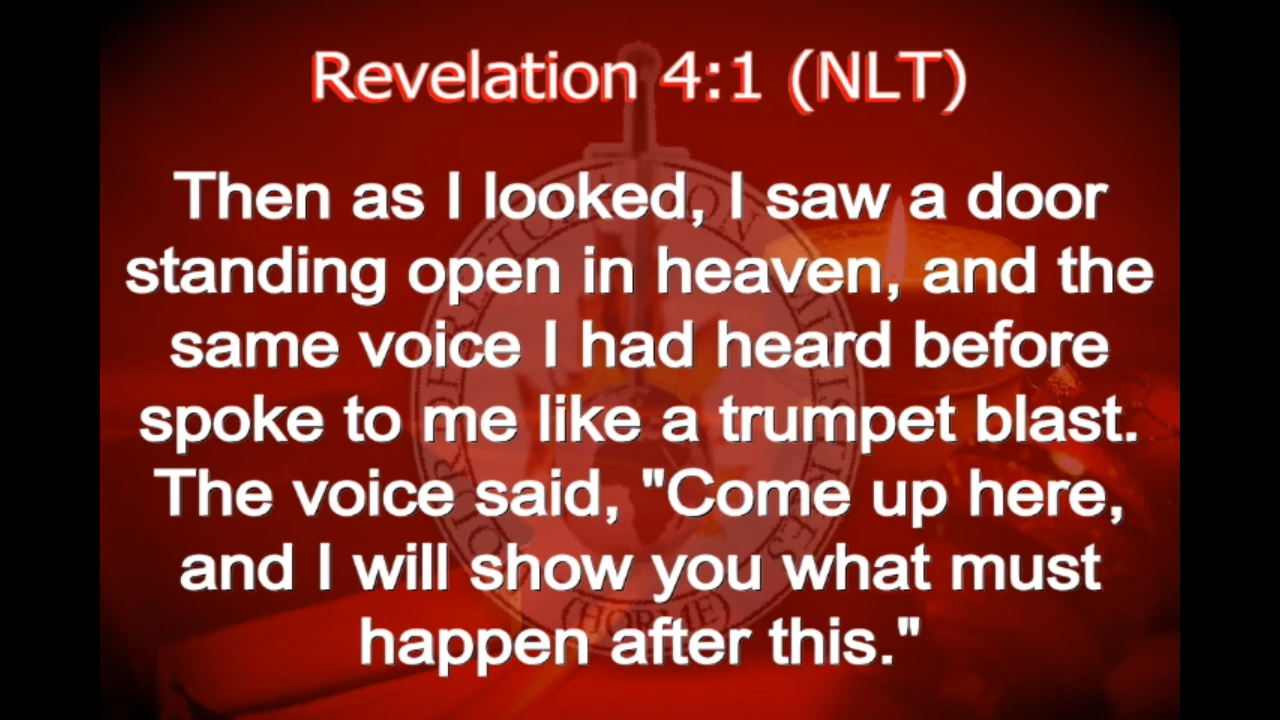 Revelation 4:1 (NLT)
Then as I looked, I saw a door
standing open in heaven, and the
same voice I had heard before
spoke to me like a trumpet blast.
The voice said, "Come up here,
and I will show you what must
happen after this."
(HORME)